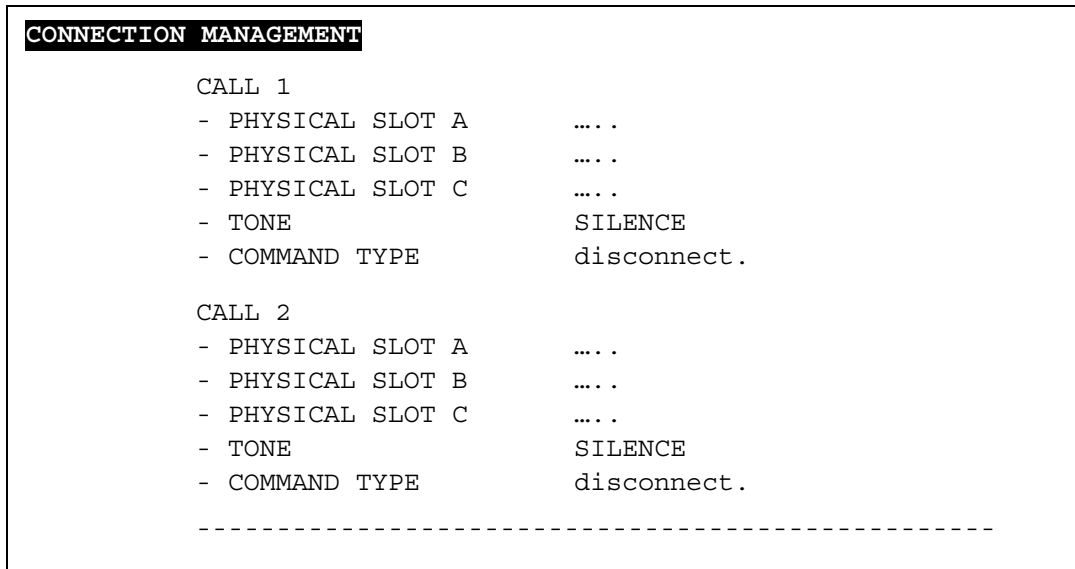 CONNECTION MANAGEMENT
CALL 1
- PHYSICAL SLOT A …..
- PHYSICAL SLOT B …..
- PHYSICAL SLOT C …..
- TONE SILENCE
- COMMAND TYPE disconnect.
CALL 2
- PHYSICAL SLOT A …..
- PHYSICAL SLOT B …..
- PHYSICAL SLOT C …..
- TONE SILENCE
- COMMAND TYPE disconnect.
--------------------------------------------------